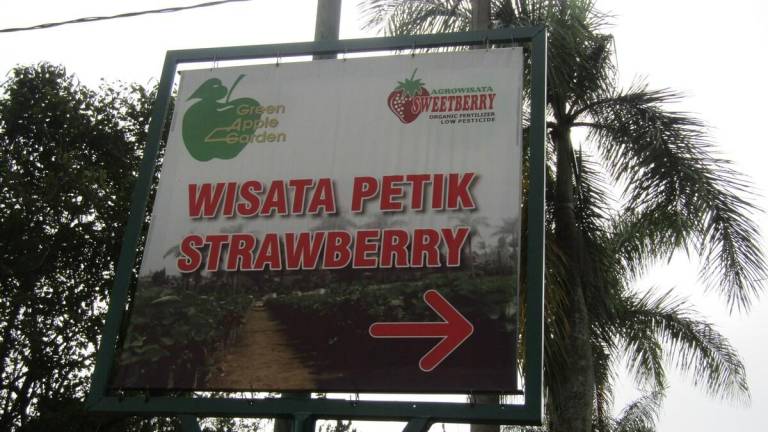 Green
Apple
Garden
AGROWISATA
SWEETBERRY
ORGANIC FERTILIZER
LOW PESTICIDE
WISATA PETIK
STRAWBERRY